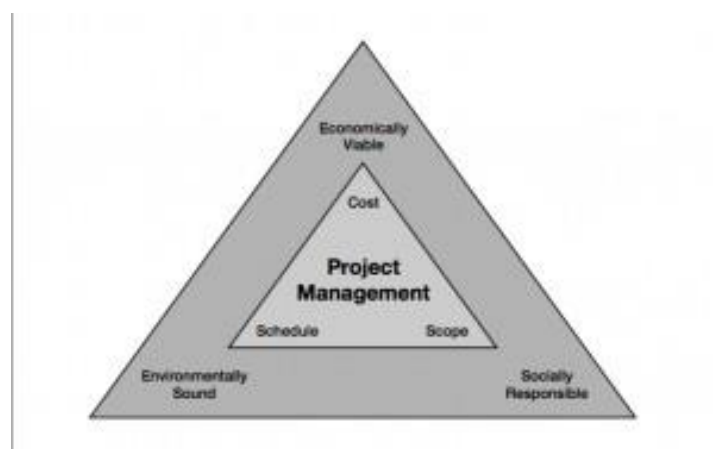 Economically
Viable
Cost
Project
Management
Schedule
Scope
Environmentally
Sound
Socially
Responsible